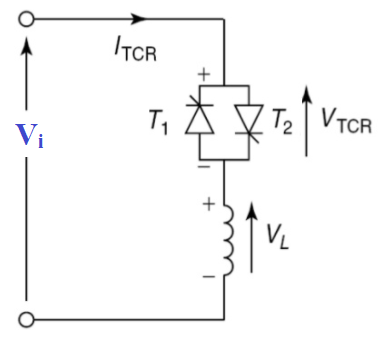 I_TCR
+
T_1 T_2 V_TCR
V_i
−
+
V_L
−